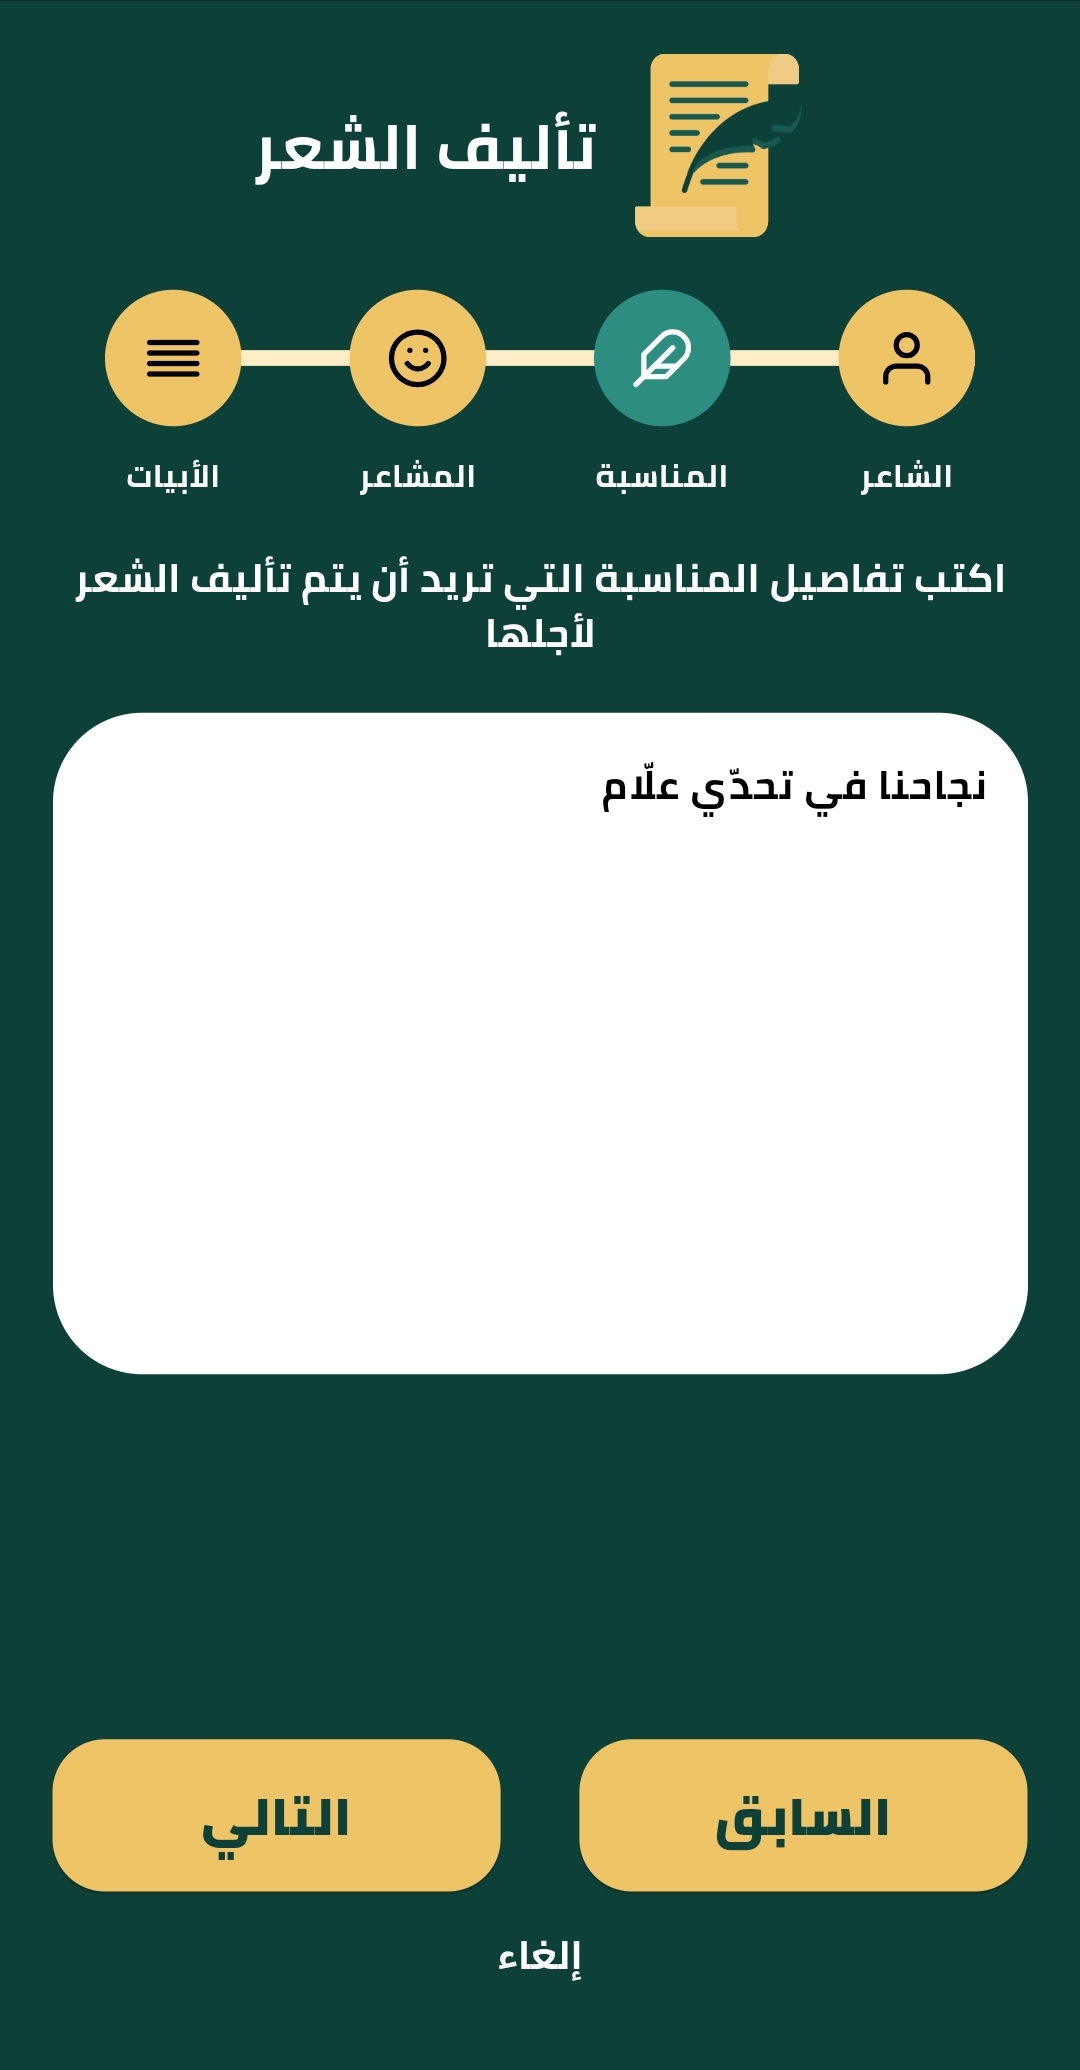 تأليف الشعر
الشاعر
المناسبة
المشاعر
الأبيات
اكتب تفاصيل المناسبة التي تريد أن يتم تأليف الشعر
لأجلها
نجاحنا في تحدّي علّام
السابق
التالي
إلغاء